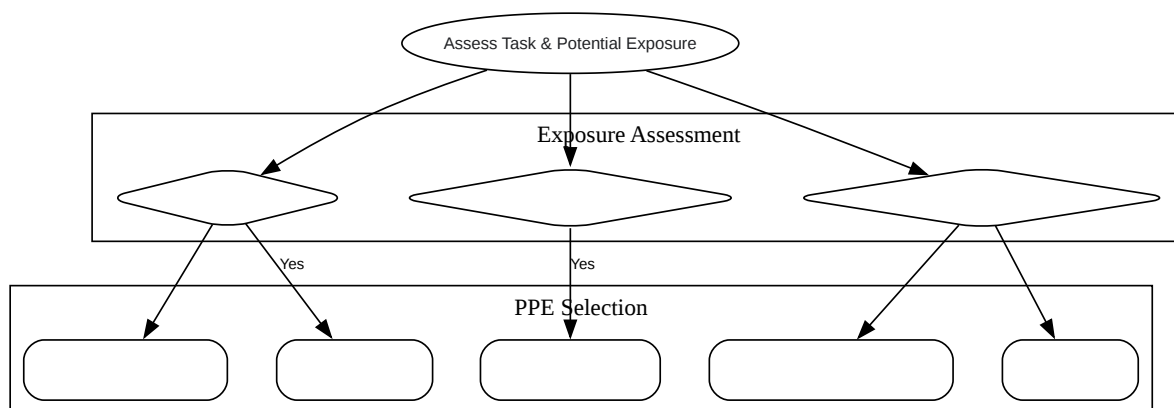 Assess Task & Potential Exposure
Exposure Assessment
Yes
Yes
PPE Selection